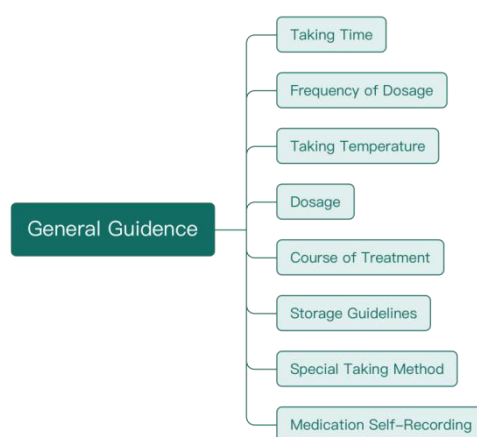 Taking Time
Frequency of Dosage
Taking Temperature
Dosage
General Guidence
Course of Treatment
Storage Guidelines
Special Taking Method
Medication Self-Recording